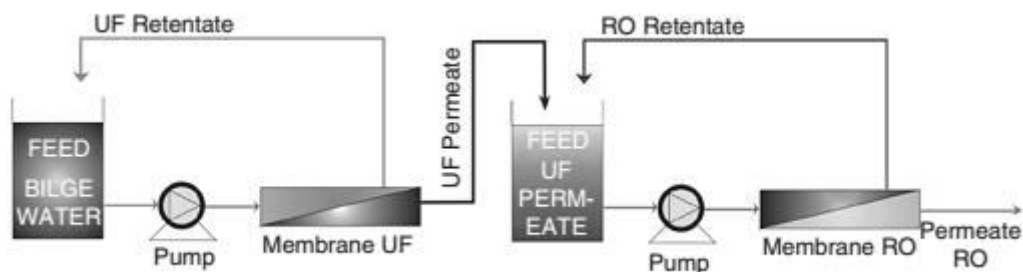 UF Retentate
RO Retentate
UF Permeate
FEED
BILGE
WATER
FEED
UF
PERM-
EATE
Pump
Membrane UF
Pump
Membrane RO
Permeate
RO